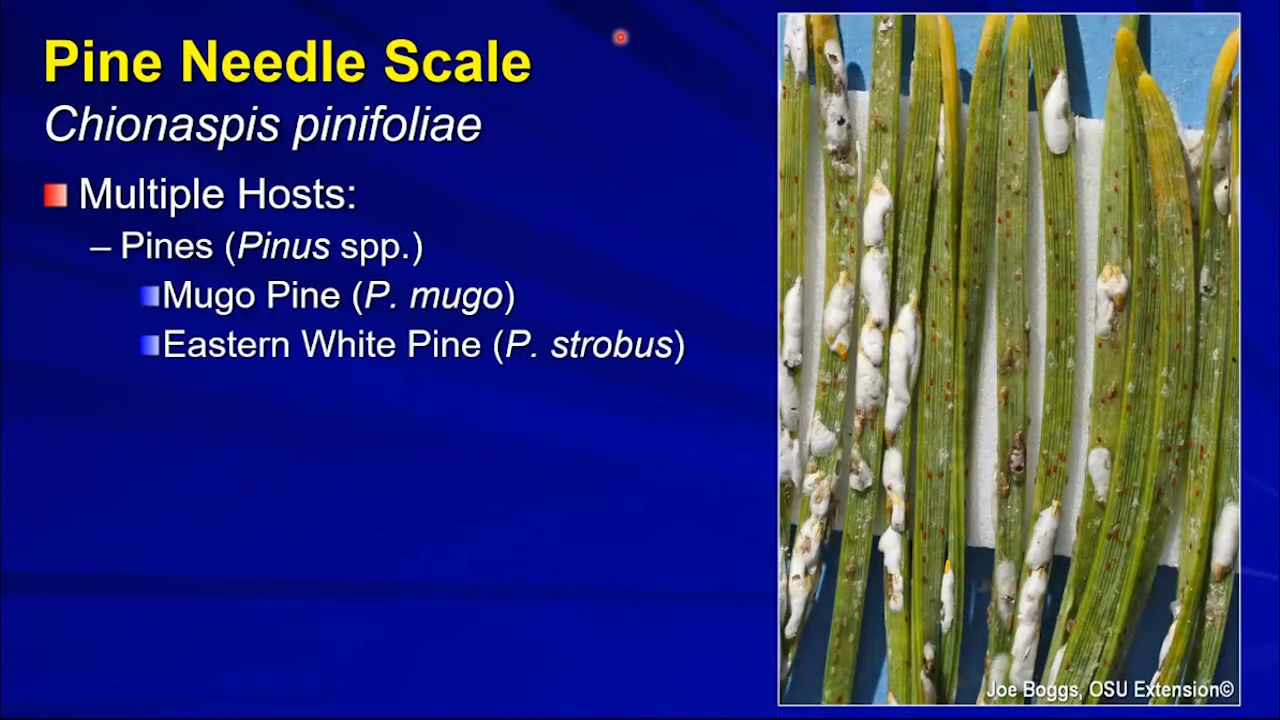 Pine Needle Scale
Chionaspis pinifoliae
Multiple Hosts:
– Pines (Pinus spp.)
Mugo Pine (P. mugo)
Eastern White Pine (P. strobus)
Joe Boggs, OSU Extension©